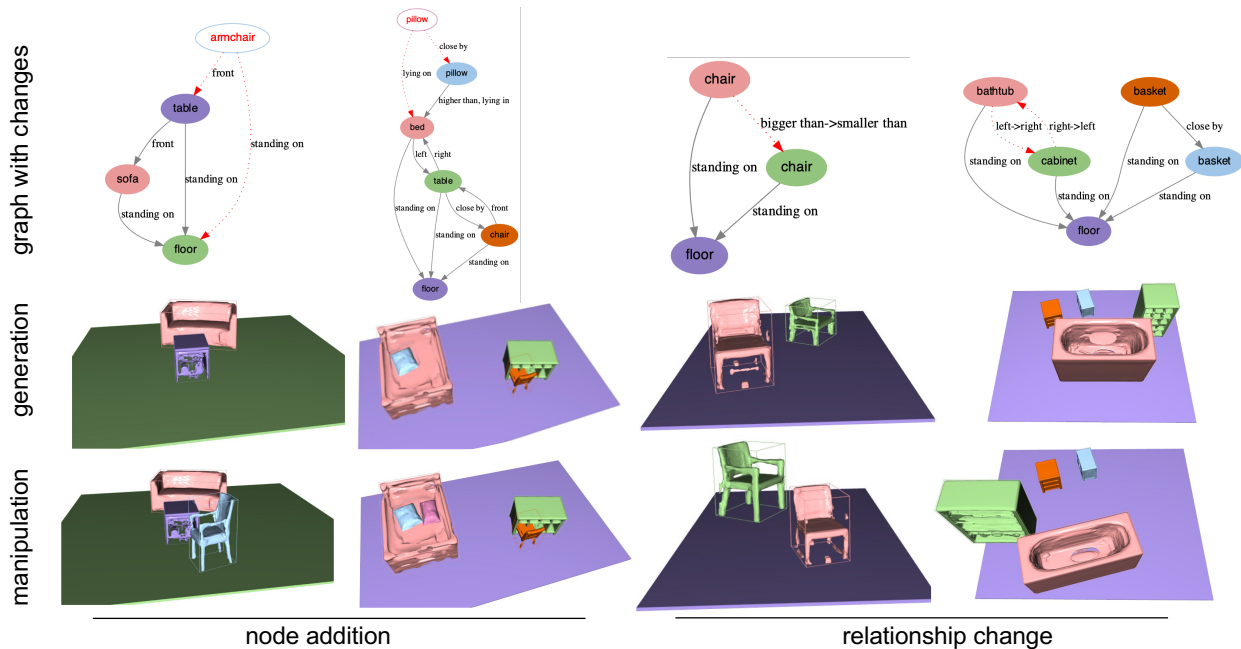 graph with changes
armchair
front
table
front
standing on
sofa
standing on
standing on
floor
pillow
close by
lying on
pillow
higher than, lying in
bed
left
right
table
standing on
close by
front
standing on
chair
standing on
floor
chair
bigger than->smaller than
standing on
chair
standing on
floor
bathtub
basket
left->right
right->left
close by
standing on
cabinet
standing on
basket
standing on
standing on
floor
generation
manipulation
node addition
relationship change